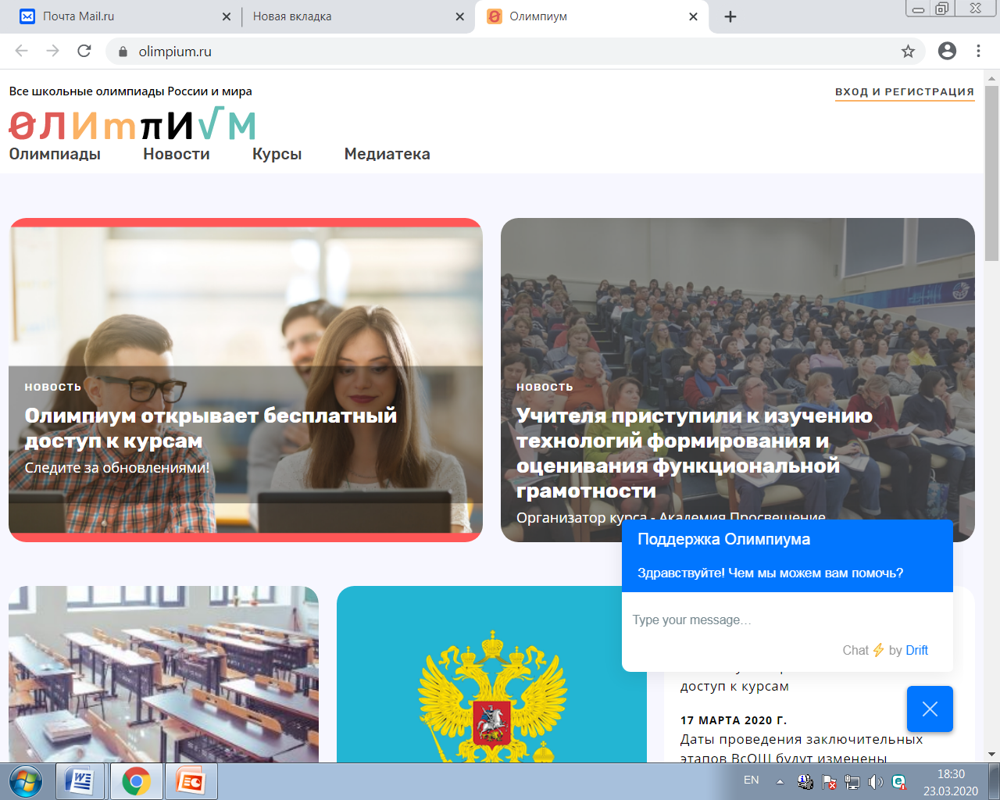 Почта Mail.ru
Новая вкладка
Олимпиум
olimpium.ru
Все школьные олимпиады России и мира
ВХОД И РЕГИСТРАЦИЯ
ОЛИmπИ√М
Олимпиады
Новости
Курсы
Медиатека
НОВОСТЬ
Олимпиум открывает бесплатный
доступ к курсам
Следите за обновлениями!
НОВОСТЬ
Учителя приступили к изучению
технологий формирования и
оценивания функциональной
грамотности
Организатор курса - Академия Просвещение
Поддержка Олимпиума
Здравствуйте! Чем мы можем вам помочь?
Type your message...
Chat by Drift
доступ к курсам
17 МАРТА 2020 Г.
Даты проведения заключительных
этапов ВсОШ будут изменены
EN
18:30
23.03.2020